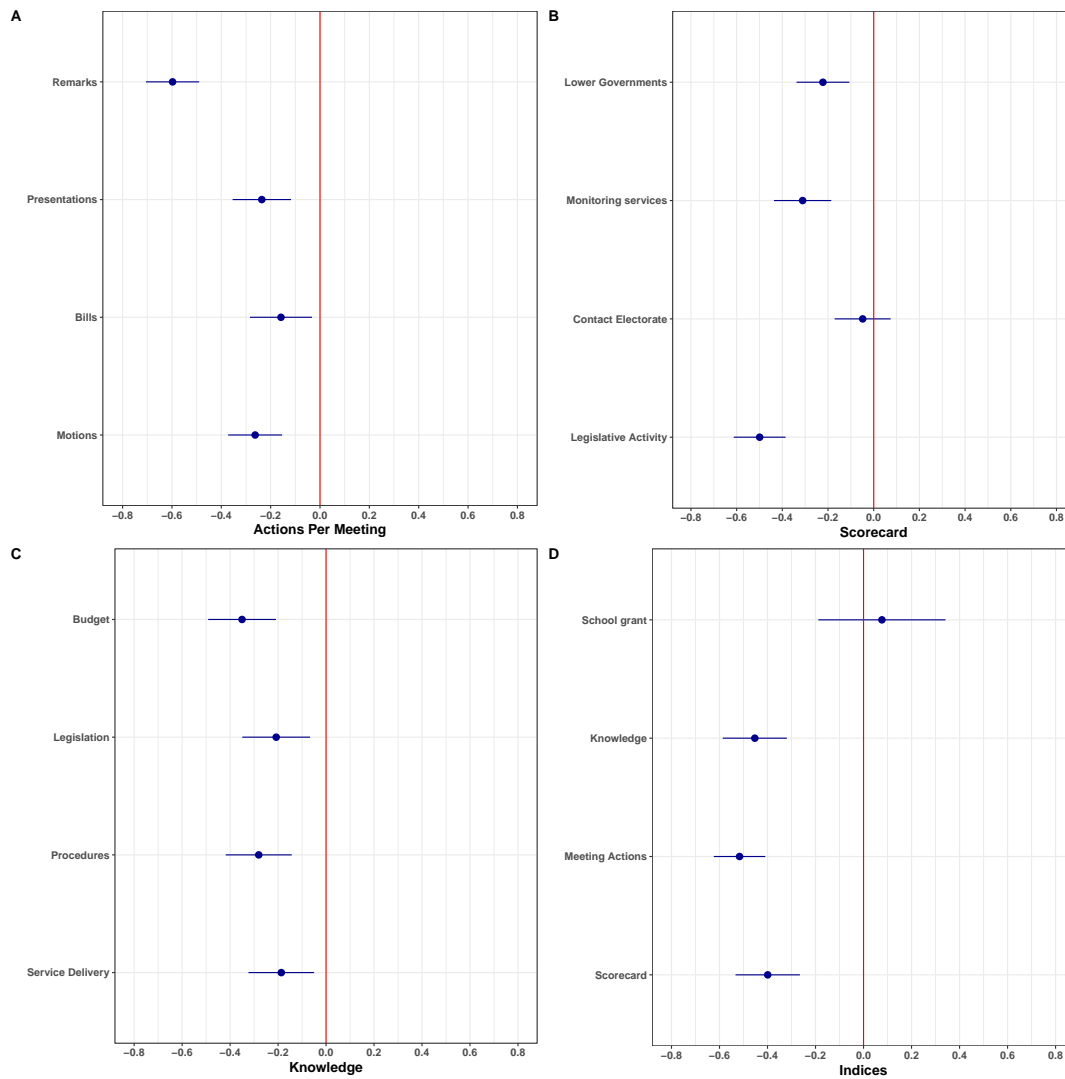 A
Remarks
Presentations
Bills
Motions
−0.8 −0.6 −0.4 −0.2 0.0 0.2 0.4 0.6 0.8
Actions Per Meeting
B
Lower Governments
Monitoring services
Contact Electorate
Legislative Activity
−0.8 −0.6 −0.4 −0.2 0.0 0.2 0.4 0.6 0.8
Scorecard
C
Budget
Legislation
Procedures
Service Delivery
−0.8 −0.6 −0.4 −0.2 0.0 0.2 0.4 0.6 0.8
Knowledge
D
School grant
Knowledge
Meeting Actions
Scorecard
−0.8 −0.6 −0.4 −0.2 0.0 0.2 0.4 0.6 0.8
Indices